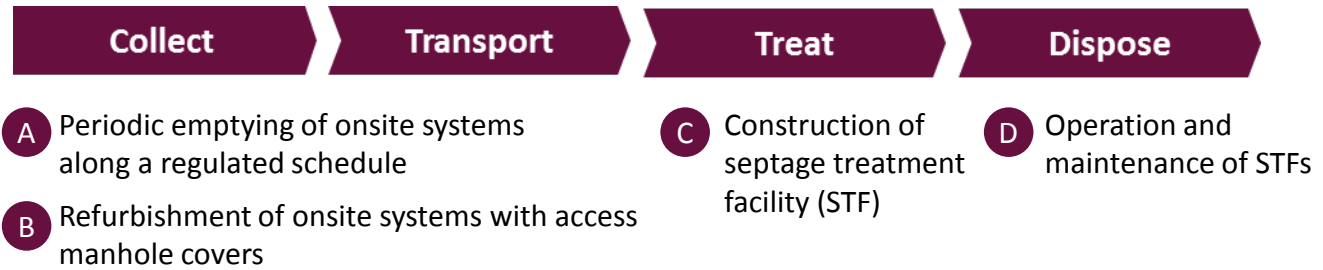 Collect
Transport
Treat
Dispose
A
Periodic emptying of onsite systems
along a regulated schedule
B
Refurbishment of onsite systems with access
manhole covers
C
Construction of
septage treatment
facility (STF)
D
Operation and
maintenance of STFs